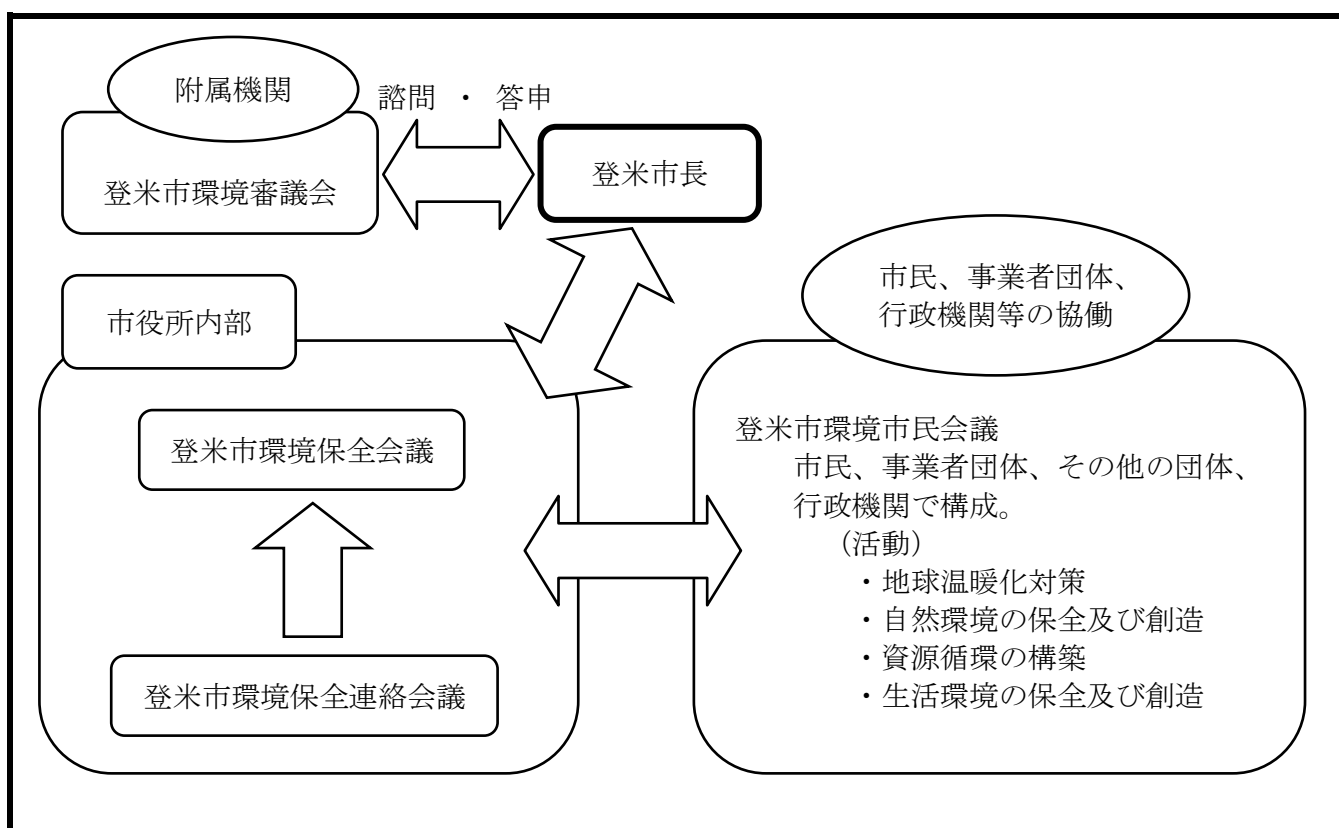 附属機関
諮問 ・ 答申
登米市環境審議会
登米市長
市役所内部
市民、事業者団体、
行政機関等の協働
登米市環境保全会議
登米市環境保全連絡会議
登米市環境市民会議
市民、事業者団体、その他の団体、
行政機関で構成。
（活動）
・地球温暖化対策
・自然環境の保全及び創造
・資源循環の構築
・生活環境の保全及び創造